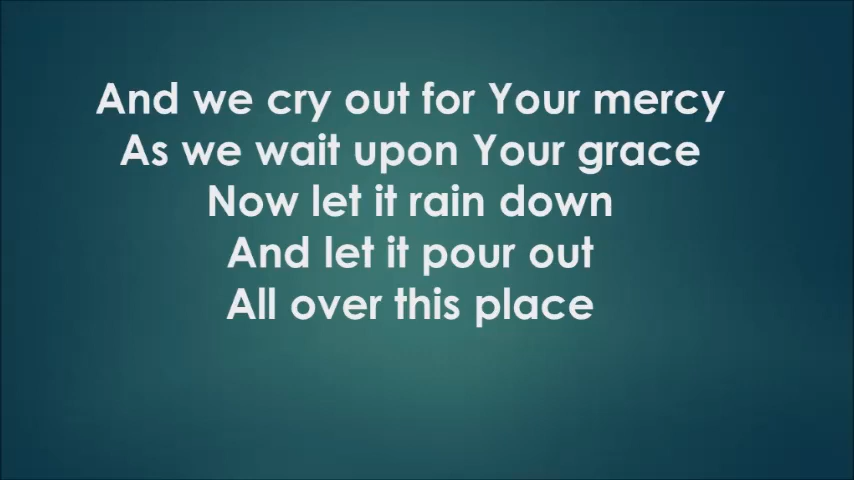 And we cry out for Your mercy
As we wait upon Your grace
Now let it rain down
And let it pour out
All over this place